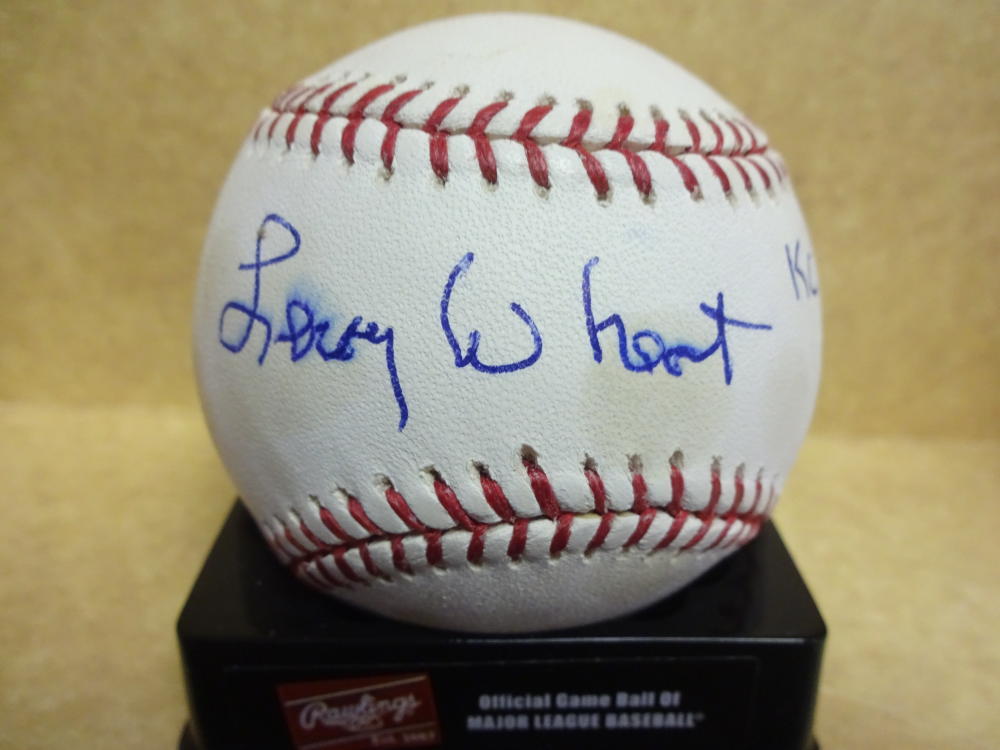 Leroy Wheat
KC
Rawlings
Official Game Ball Of
MAJOR LEAGUE BASEBALL